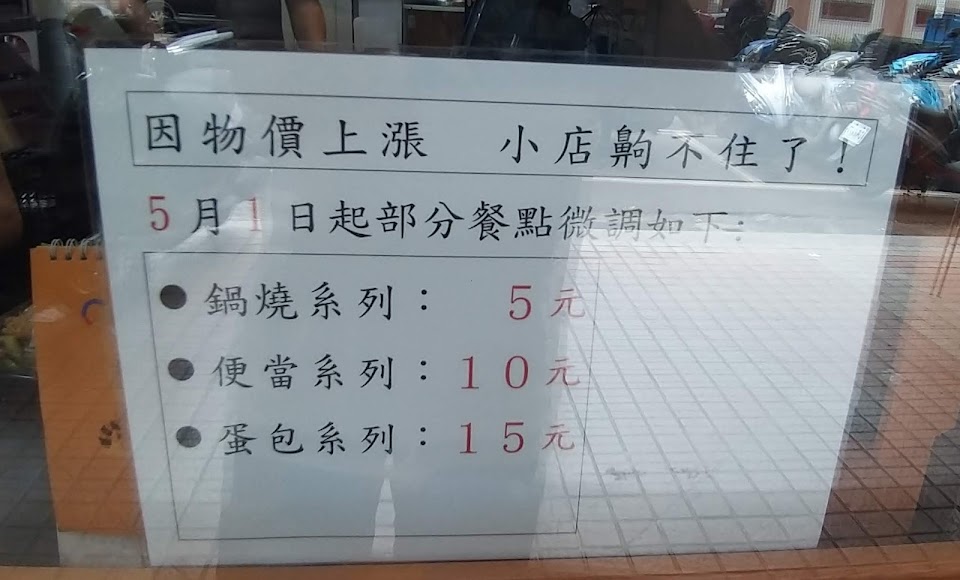 因物價上漲　小店齁不住了！
5月1日起部分餐點微調如下：
●鍋燒系列：　5元
●便當系列：10元
●蛋包系列：15元